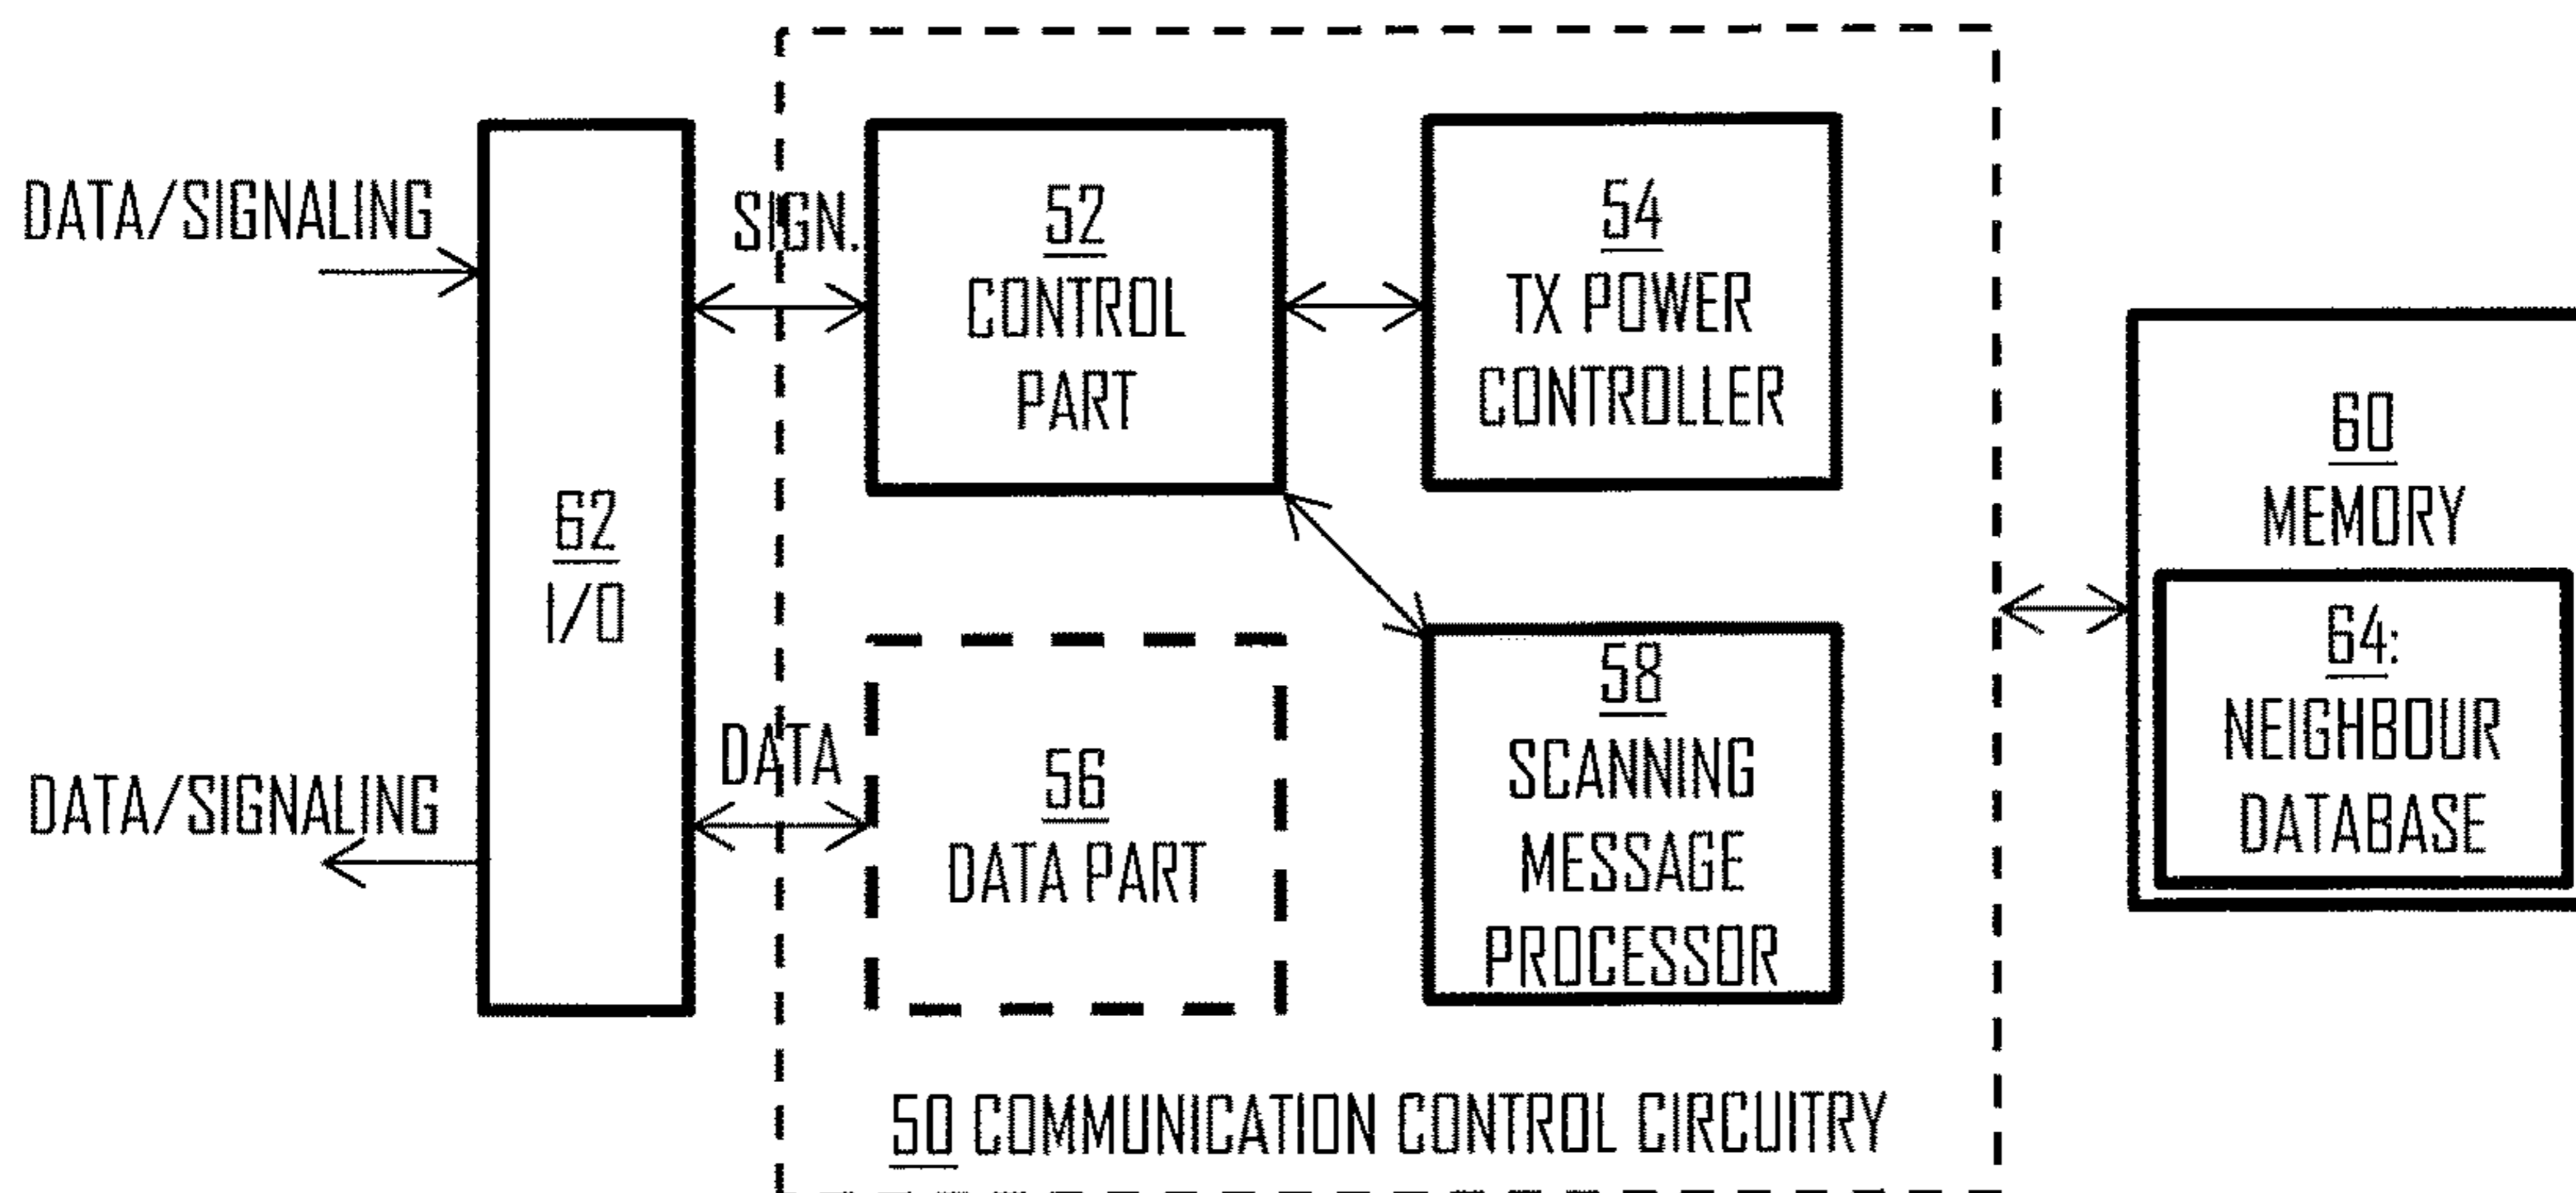 DATA/SIGNALING
DATA/SIGNALING
62
I/O
SIGN.
DATA
52
CONTROL
PART
54
TX POWER
CONTROLLER
56
DATA PART
58
SCANNING
MESSAGE
PROCESSOR
50 COMMUNICATION CONTROL CIRCUITRY
60
MEMORY
64:
NEIGHBOUR
DATABASE